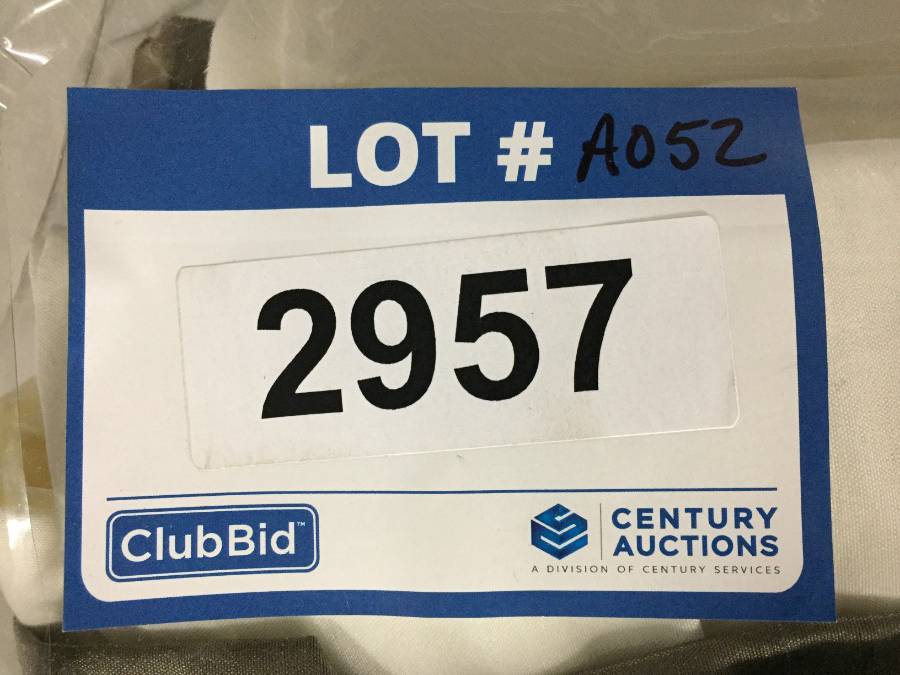 LOT # A052
2957
ClubBid™
CENTURY
AUCTIONS
A DIVISION OF CENTURY SERVICES